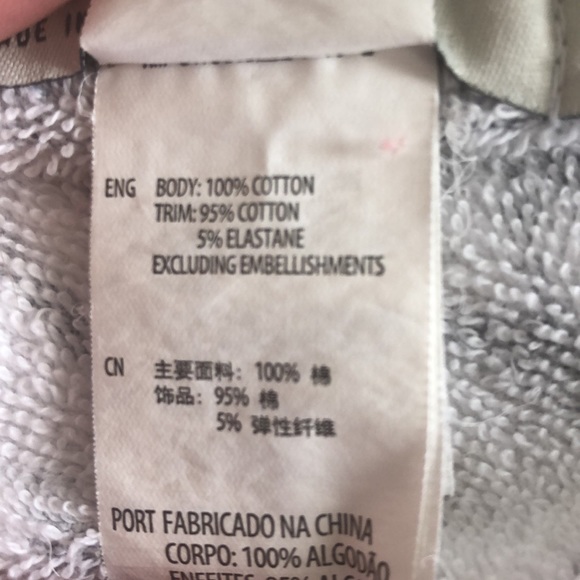 ENG BODY: 100% COTTON
TRIM: 95% COTTON
5% ELASTANE
EXCLUDING EMBELLISHMENTS
CN 主要面料: 100% 棉
饰品: 95% 棉
5% 弹性纤维
PORT FABRICADO NA CHINA
CORPO: 100% ALGODÃO